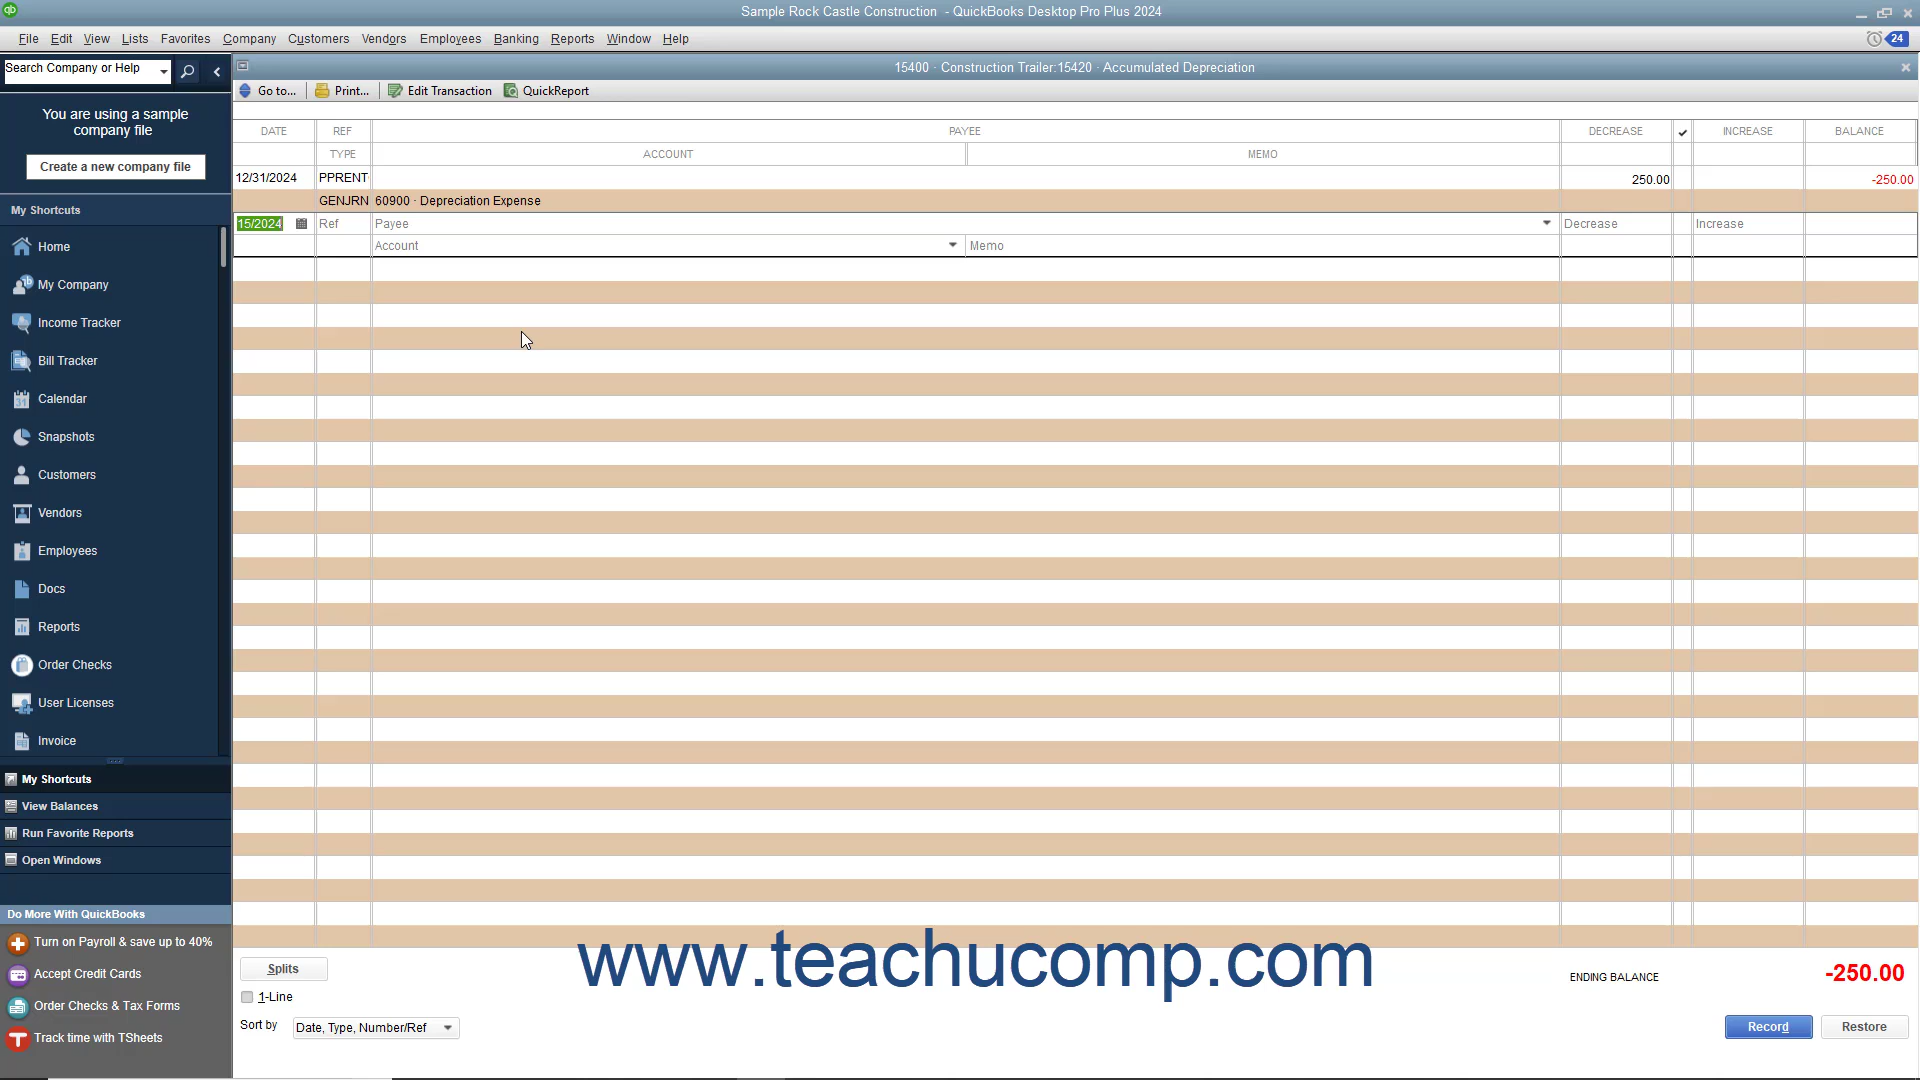 Sample Rock Castle Construction - QuickBooks Desktop Pro Plus 2024
File Edit View Lists Favorites Company Customers Vendors Employees Banking Reports Window Help 24
Search Company or Help
15400 · Construction Trailer:15420 · Accumulated Depreciation
Go to... Print... Edit Transaction QuickReport
You are using a sample
company file
Create a new company file
My Shortcuts
Home
My Company
Income Tracker
Bill Tracker
Calendar
Snapshots
Customers
Vendors
Employees
Docs
Reports
Order Checks
User Licenses
Invoice
My Shortcuts
View Balances
Run Favorite Reports
Open Windows
Do More With QuickBooks
Turn on Payroll & save up to 40%
Accept Credit Cards
Order Checks & Tax Forms
Track time with TSheets
DATE REF PAYEE DECREASE ✓ INCREASE BALANCE
TYPE ACCOUNT MEMO
12/31/2024 PPRENT 250.00 -250.00
GENJRN 60900 · Depreciation Expense
15/2024 Ref Payee Decrease Increase
Account Memo
www.teachucomp.com
Splits
1-Line
Sort by Date, Type, Number/Ref
ENDING BALANCE -250.00
Record Restore